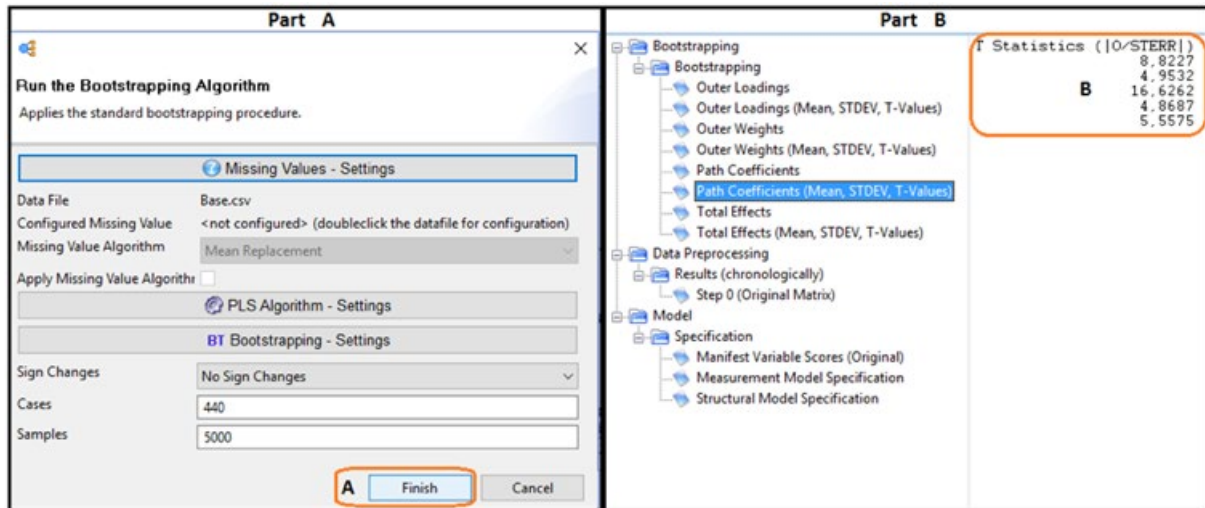 Part A
Run the Bootstrapping Algorithm
Applies the standard bootstrapping procedure.
Missing Values - Settings
Data File Base.csv
Configured Missing Value <not configured> (doubleclick the datafile for configuration)
Missing Value Algorithm Mean Replacement
Apply Missing Value Algorithr
PLS Algorithm - Settings
BT Bootstrapping - Settings
Sign Changes No Sign Changes
Cases 440
Samples 5000
A Finish Cancel
Part B
Bootstrapping
Bootstrapping
Outer Loadings
Outer Loadings (Mean, STDEV, T-Values)
Outer Weights
Outer Weights (Mean, STDEV, T-Values)
Path Coefficients
Path Coefficients (Mean, STDEV, T-Values)
Total Effects
Total Effects (Mean, STDEV, T-Values)
Data Preprocessing
Results (chronologically)
Step 0 (Original Matrix)
Model
Specification
Manifest Variable Scores (Original)
Measurement Model Specification
Structural Model Specification
T Statistics (|O/STERR|)
8,8227
4,9532
B 16,6262
4,8687
5,5575